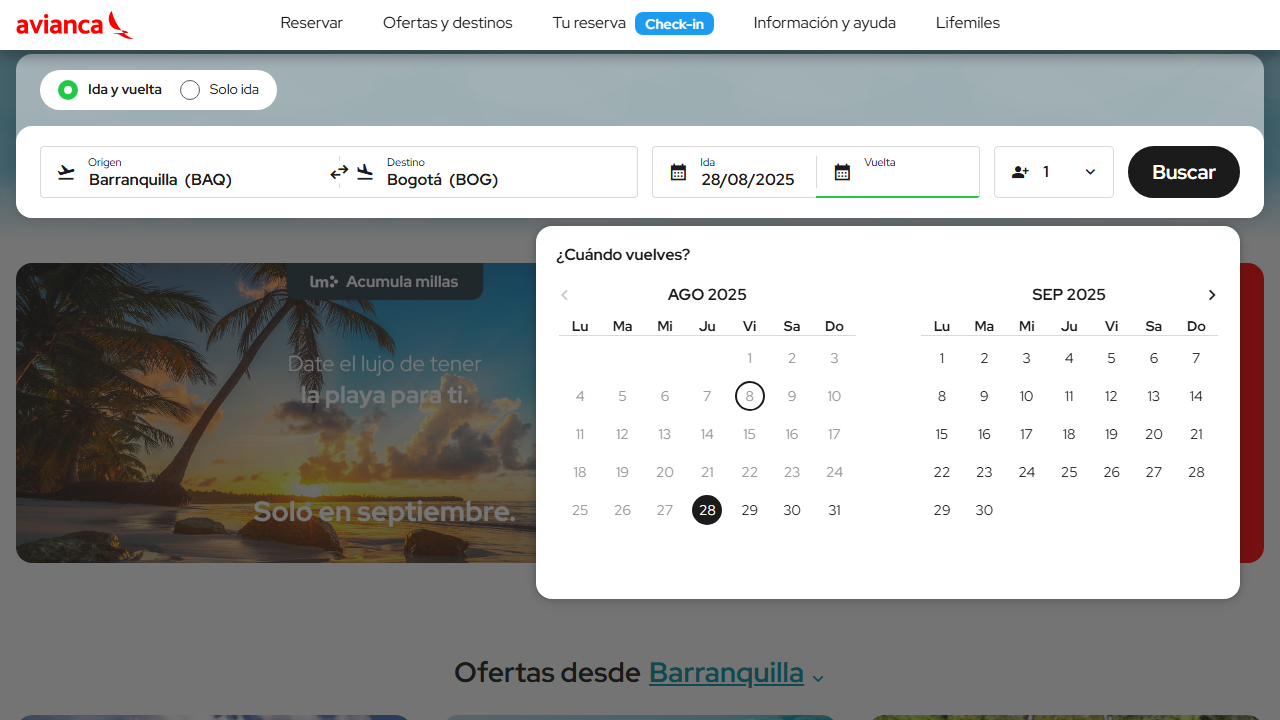 avianca
Reservar
Ofertas y destinos
Tu reserva
Check-in
Información y ayuda
Lifemiles
Ida y vuelta
Solo ida
Origen
Barranquilla (BAQ)
Destino
Bogotá (BOG)
Ida
28/08/2025
Vuelta
1
Buscar
lm Acumula millas
Date el lujo de tener
la playa para ti.
Solo en septiembre.
¿Cuándo vuelves?
AGO 2025
Lu Ma Mi Ju Vi Sa Do
1 2 3
4 5 6 7 8 9 10
11 12 13 14 15 16 17
18 19 20 21 22 23 24
25 26 27 28 29 30 31
SEP 2025
Lu Ma Mi Ju Vi Sa Do
1 2 3 4 5 6 7
8 9 10 11 12 13 14
15 16 17 18 19 20 21
22 23 24 25 26 27 28
29 30
Ofertas desde Barranquilla